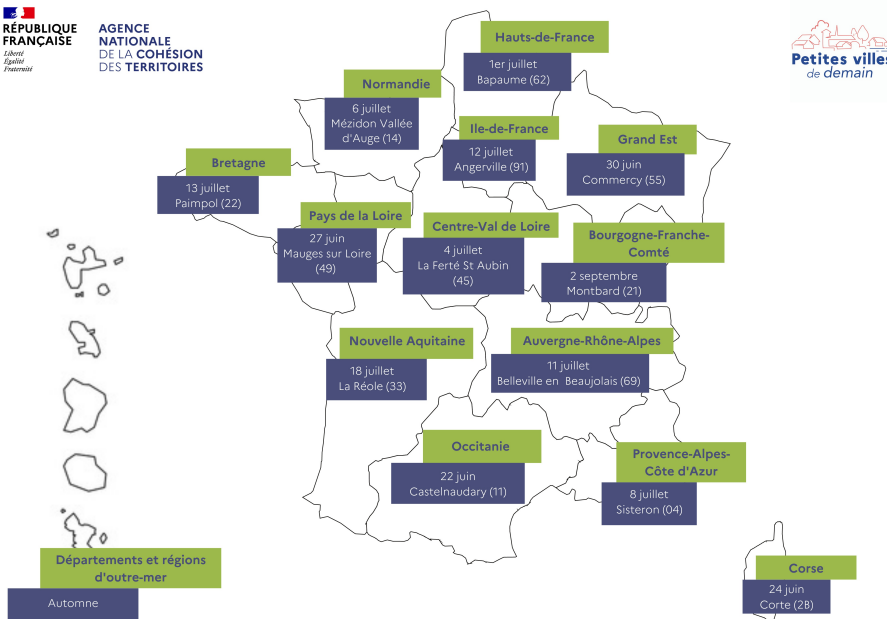 RÉPUBLIQUE
FRANÇAISE
Liberté
Égalité
Fraternité
AGENCE
NATIONALE
DE LA COHÉSION
DES TERRITOIRES
Petites villes
de demain
Hauts-de-France
1er juillet
Bapaume (62)
Normandie
6 juillet
Mézidon Vallée
d'Auge (14)
Ile-de-France
12 juillet
Angerville (91)
Grand Est
30 juin
Commercy (55)
Bretagne
13 juillet
Paimpol (22)
Pays de la Loire
27 juin
Mauges sur Loire
(49)
Centre-Val de Loire
4 juillet
La Ferté St Aubin
(45)
Bourgogne-Franche-
Comté
2 septembre
Montbard (21)
Nouvelle Aquitaine
18 juillet
La Réole (33)
Auvergne-Rhône-Alpes
11 juillet
Belleville en Beaujolais (69)
Occitanie
22 juin
Castelnaudary (11)
Provence-Alpes-
Côte d'Azur
8 juillet
Sisteron (04)
Départements et régions
d'outre-mer
Automne
Corse
24 juin
Corte (2B)